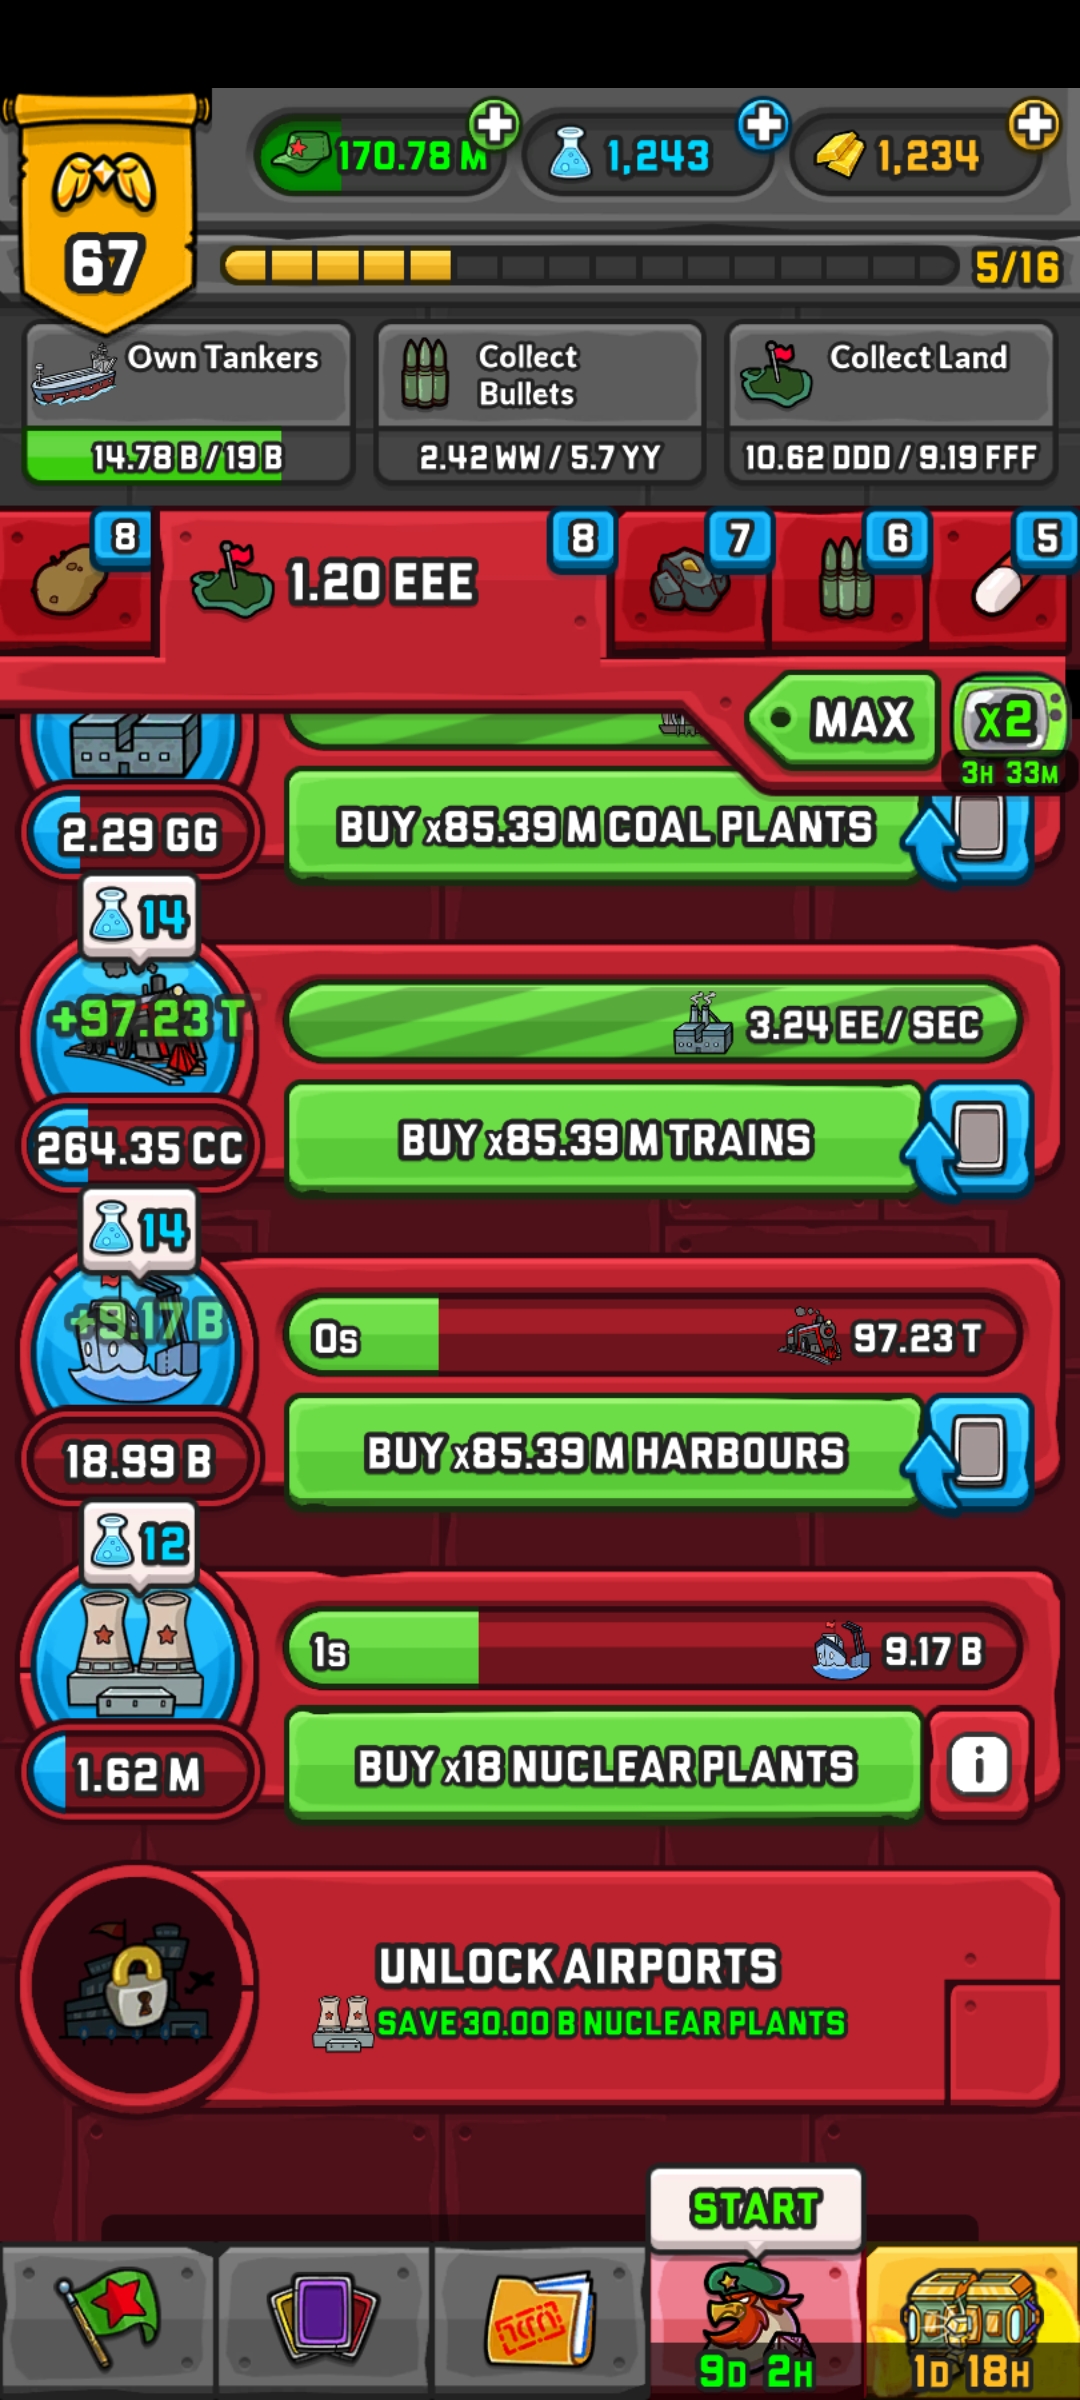 170.78 M
1,243
1,234
67
5/16
Own Tankers
14.78 B / 19 B
Collect
Bullets
2.42 WW / 5.7 YY
Collect Land
10.62 DDD / 9.19 FFF
8
1.20 EEE
8
7
6
5
MAX
x2
3H 33M
2.29 GG
BUY x85.39 M COAL PLANTS
14
+97.23 T
3.24 EE / SEC
264.35 CC
BUY x85.39 M TRAINS
14
+9.17 B
0s
97.23 T
18.99 B
BUY x85.39 M HARBOURS
12
1s
9.17 B
1.62 M
BUY x18 NUCLEAR PLANTS
i
UNLOCK AIRPORTS
SAVE 30.00 B NUCLEAR PLANTS
START
9D 2H
1D 18H